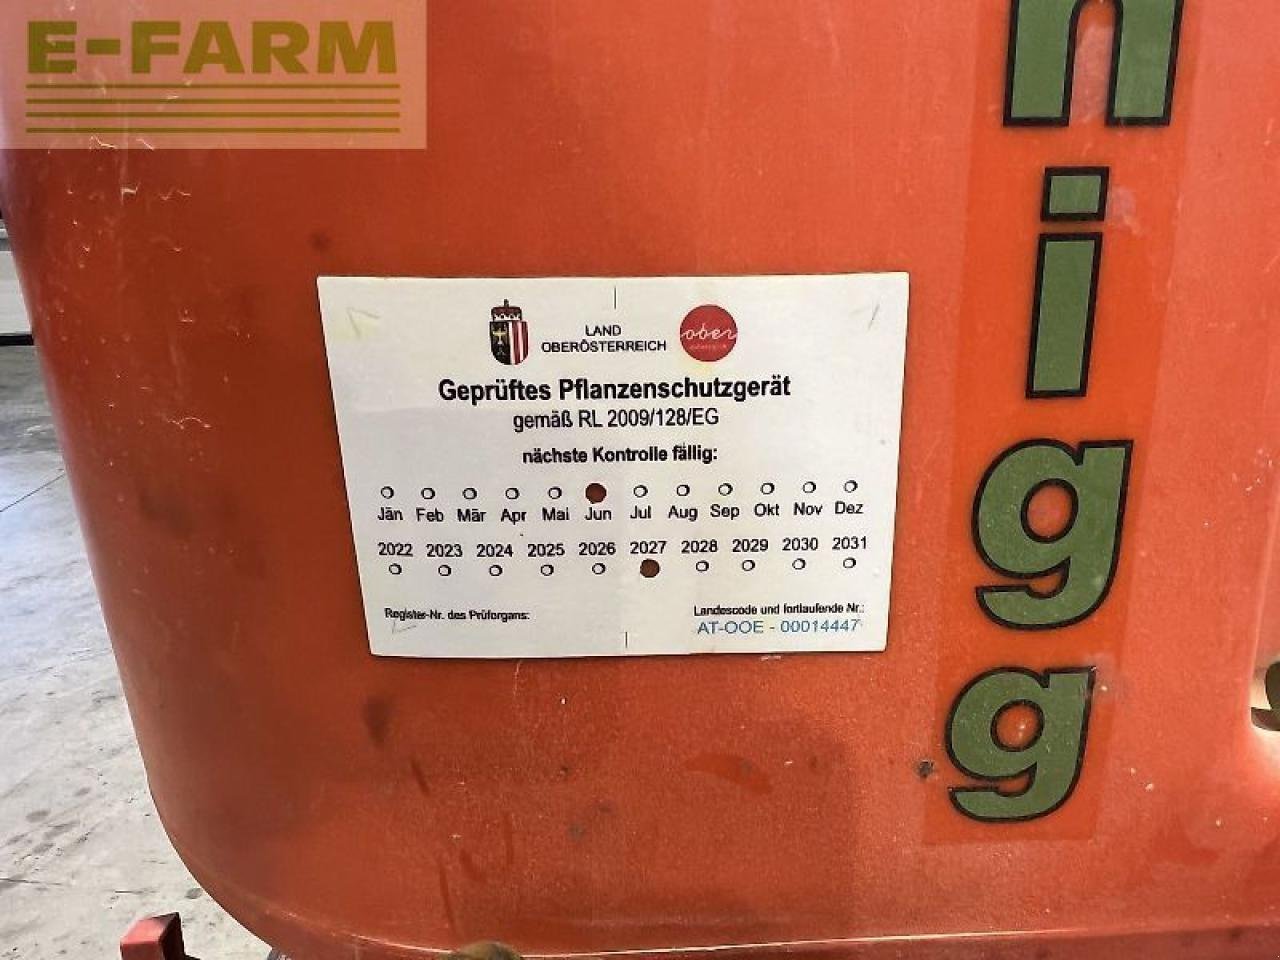 E-FARM
LAND
OBERÖSTERREICH
ober
Geprüftes Pflanzenschutzgerät
gemäß RL 2009/128/EG
nächste Kontrolle fällig:
Jän Feb Mär Apr Mai Jun Jul Aug Sep Okt Nov Dez
2022 2023 2024 2025 2026 2027 2028 2029 2030 2031
Register-Nr. des Prüforgans:
Landescode und fortlaufende Nr.:
AT-OOE - 00014447
nigg